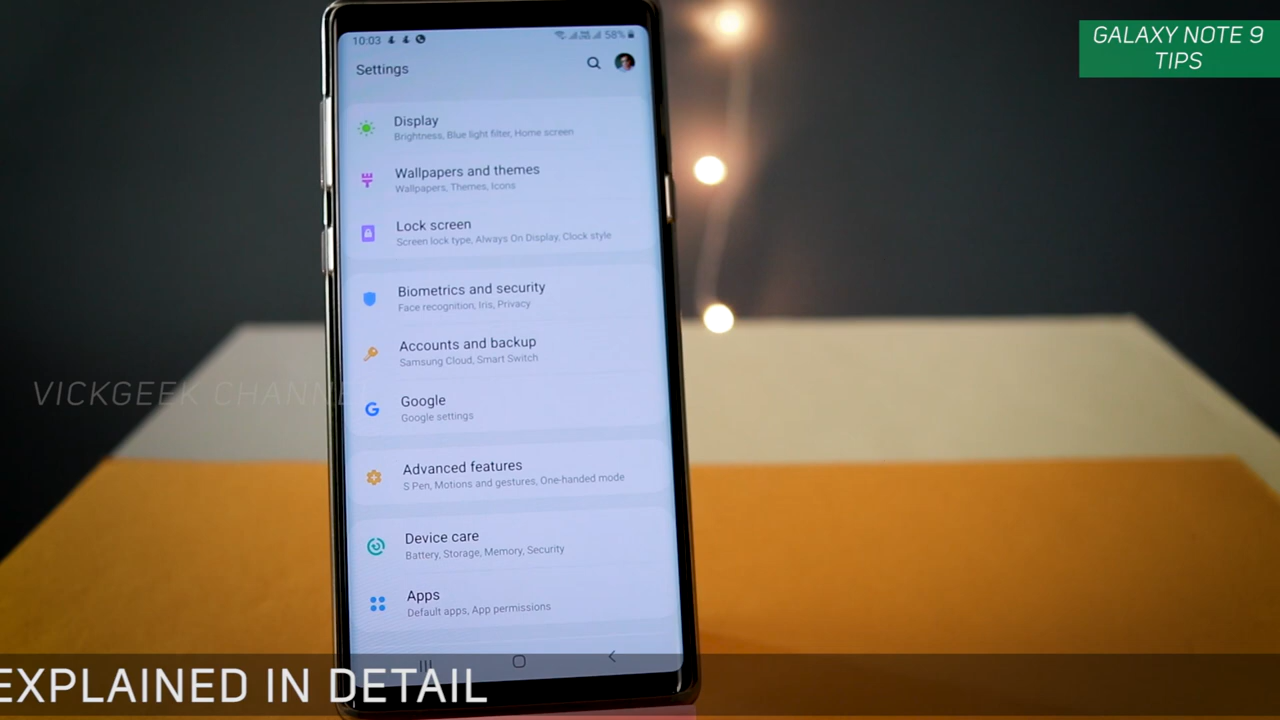 GALAXY NOTE 9
TIPS
10:03
58%
Settings
Display
Brightness, Blue light filter, Home screen
Wallpapers and themes
Wallpapers, Themes, Icons
Lock screen
Screen lock type, Always On Display, Clock style
Biometrics and security
Face recognition, Iris, Privacy
Accounts and backup
Samsung Cloud, Smart Switch
Google
Google settings
Advanced features
S Pen, Motions and gestures, One-handed mode
Device care
Battery, Storage, Memory, Security
Apps
Default apps, App permissions
VICKGEEK CHANNE
EXPLAINED IN DETAIL